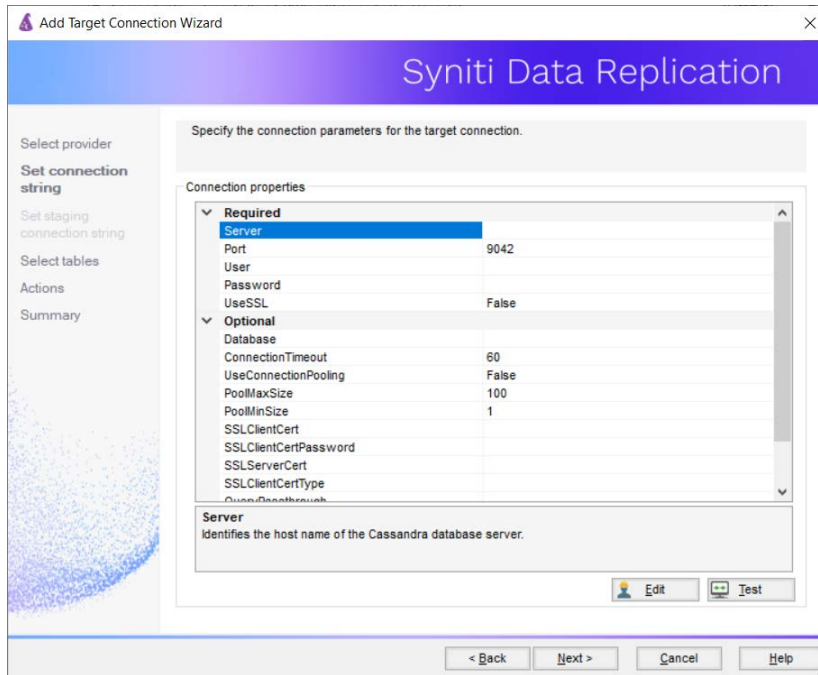 Add Target Connection Wizard
Syniti Data Replication
Select provider
Set connection
string
Set staging
connection string
Select tables
Actions
Summary
Specify the connection parameters for the target connection.
Connection properties
Required
Server
Port 9042
User
Password
UseSSL False
Optional
Database
ConnectionTimeout 60
UseConnectionPooling False
PoolMaxSize 100
PoolMinSize 1
SSLClientCert
SSLClientCertPassword
SSLServerCert
SSLClientCertType
QueryPassthrough
Server
Identifies the host name of the Cassandra database server.
Edit Test
< Back Next > Cancel Help